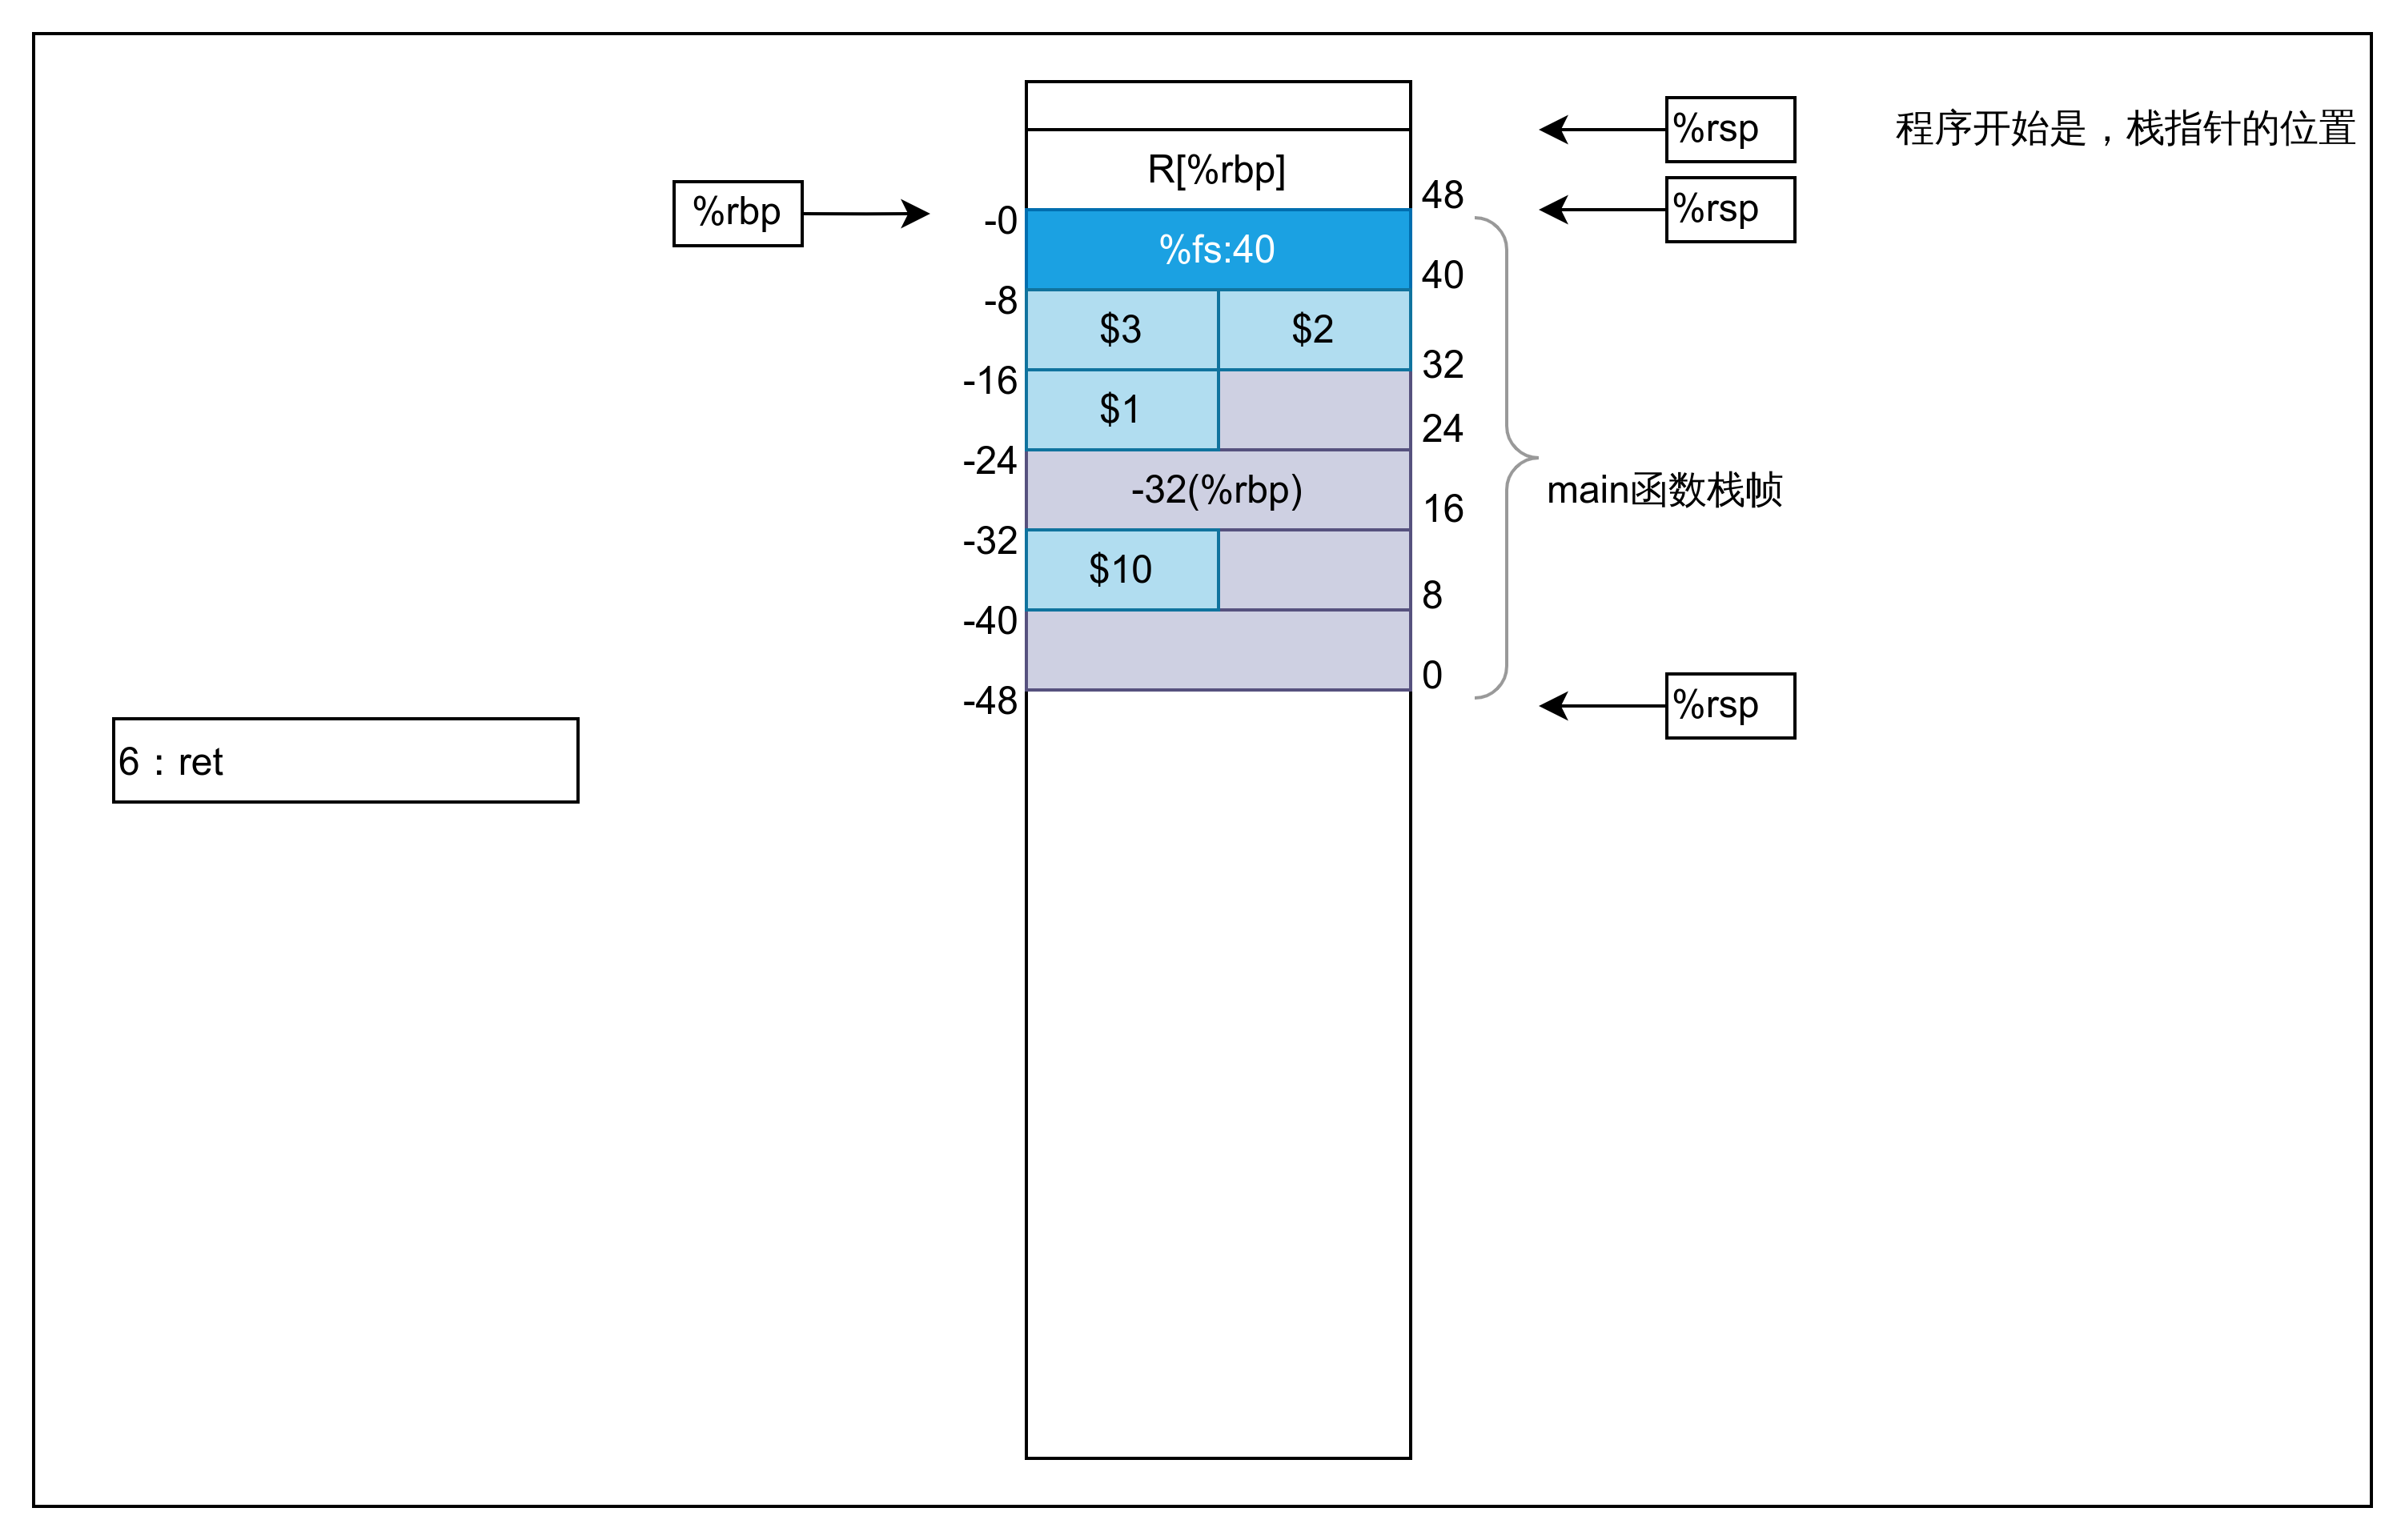 %rsp
程序开始是，栈指针的位置
R[%rbp]
48
%rsp
%rbp
-0
%fs:40
40
-8
$3
$2
32
-16
$1
24
-24
-32(%rbp)
16
main函数栈帧
-32
$10
8
-40
0
-48
%rsp
6：ret